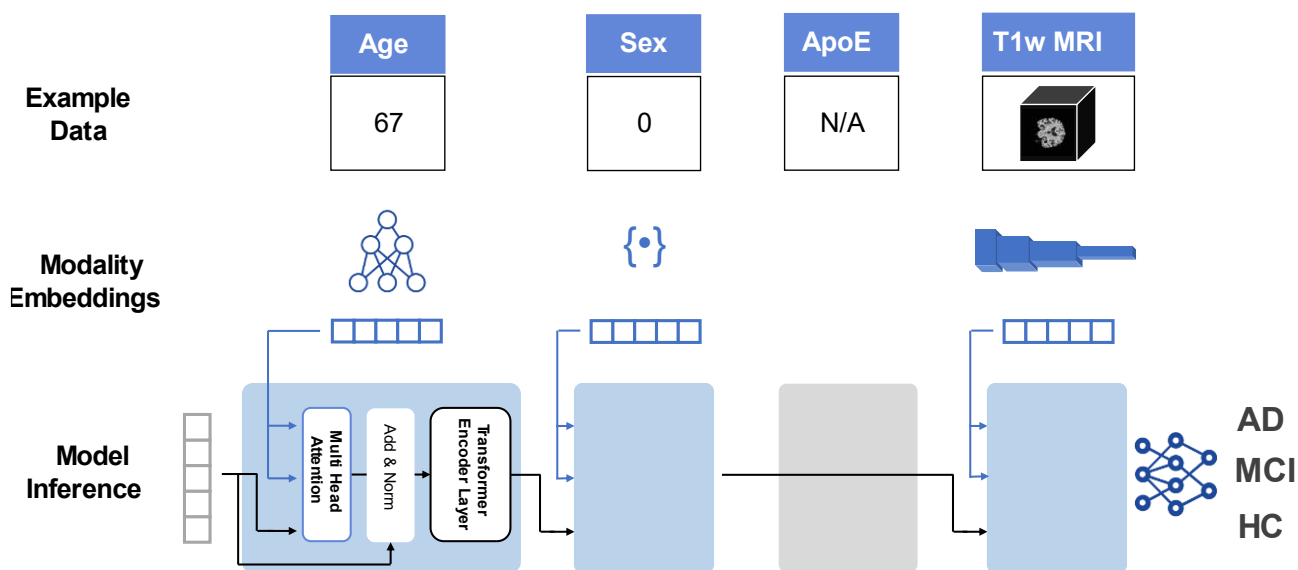 Age
Sex
ApoE
T1w MRI
Example
Data
67
0
N/A
{•}
Modality
Embeddings
Model
Inference
Multi Head
Attention
Add & Norm
Transformer
Encoder Layer
AD
MCI
HC